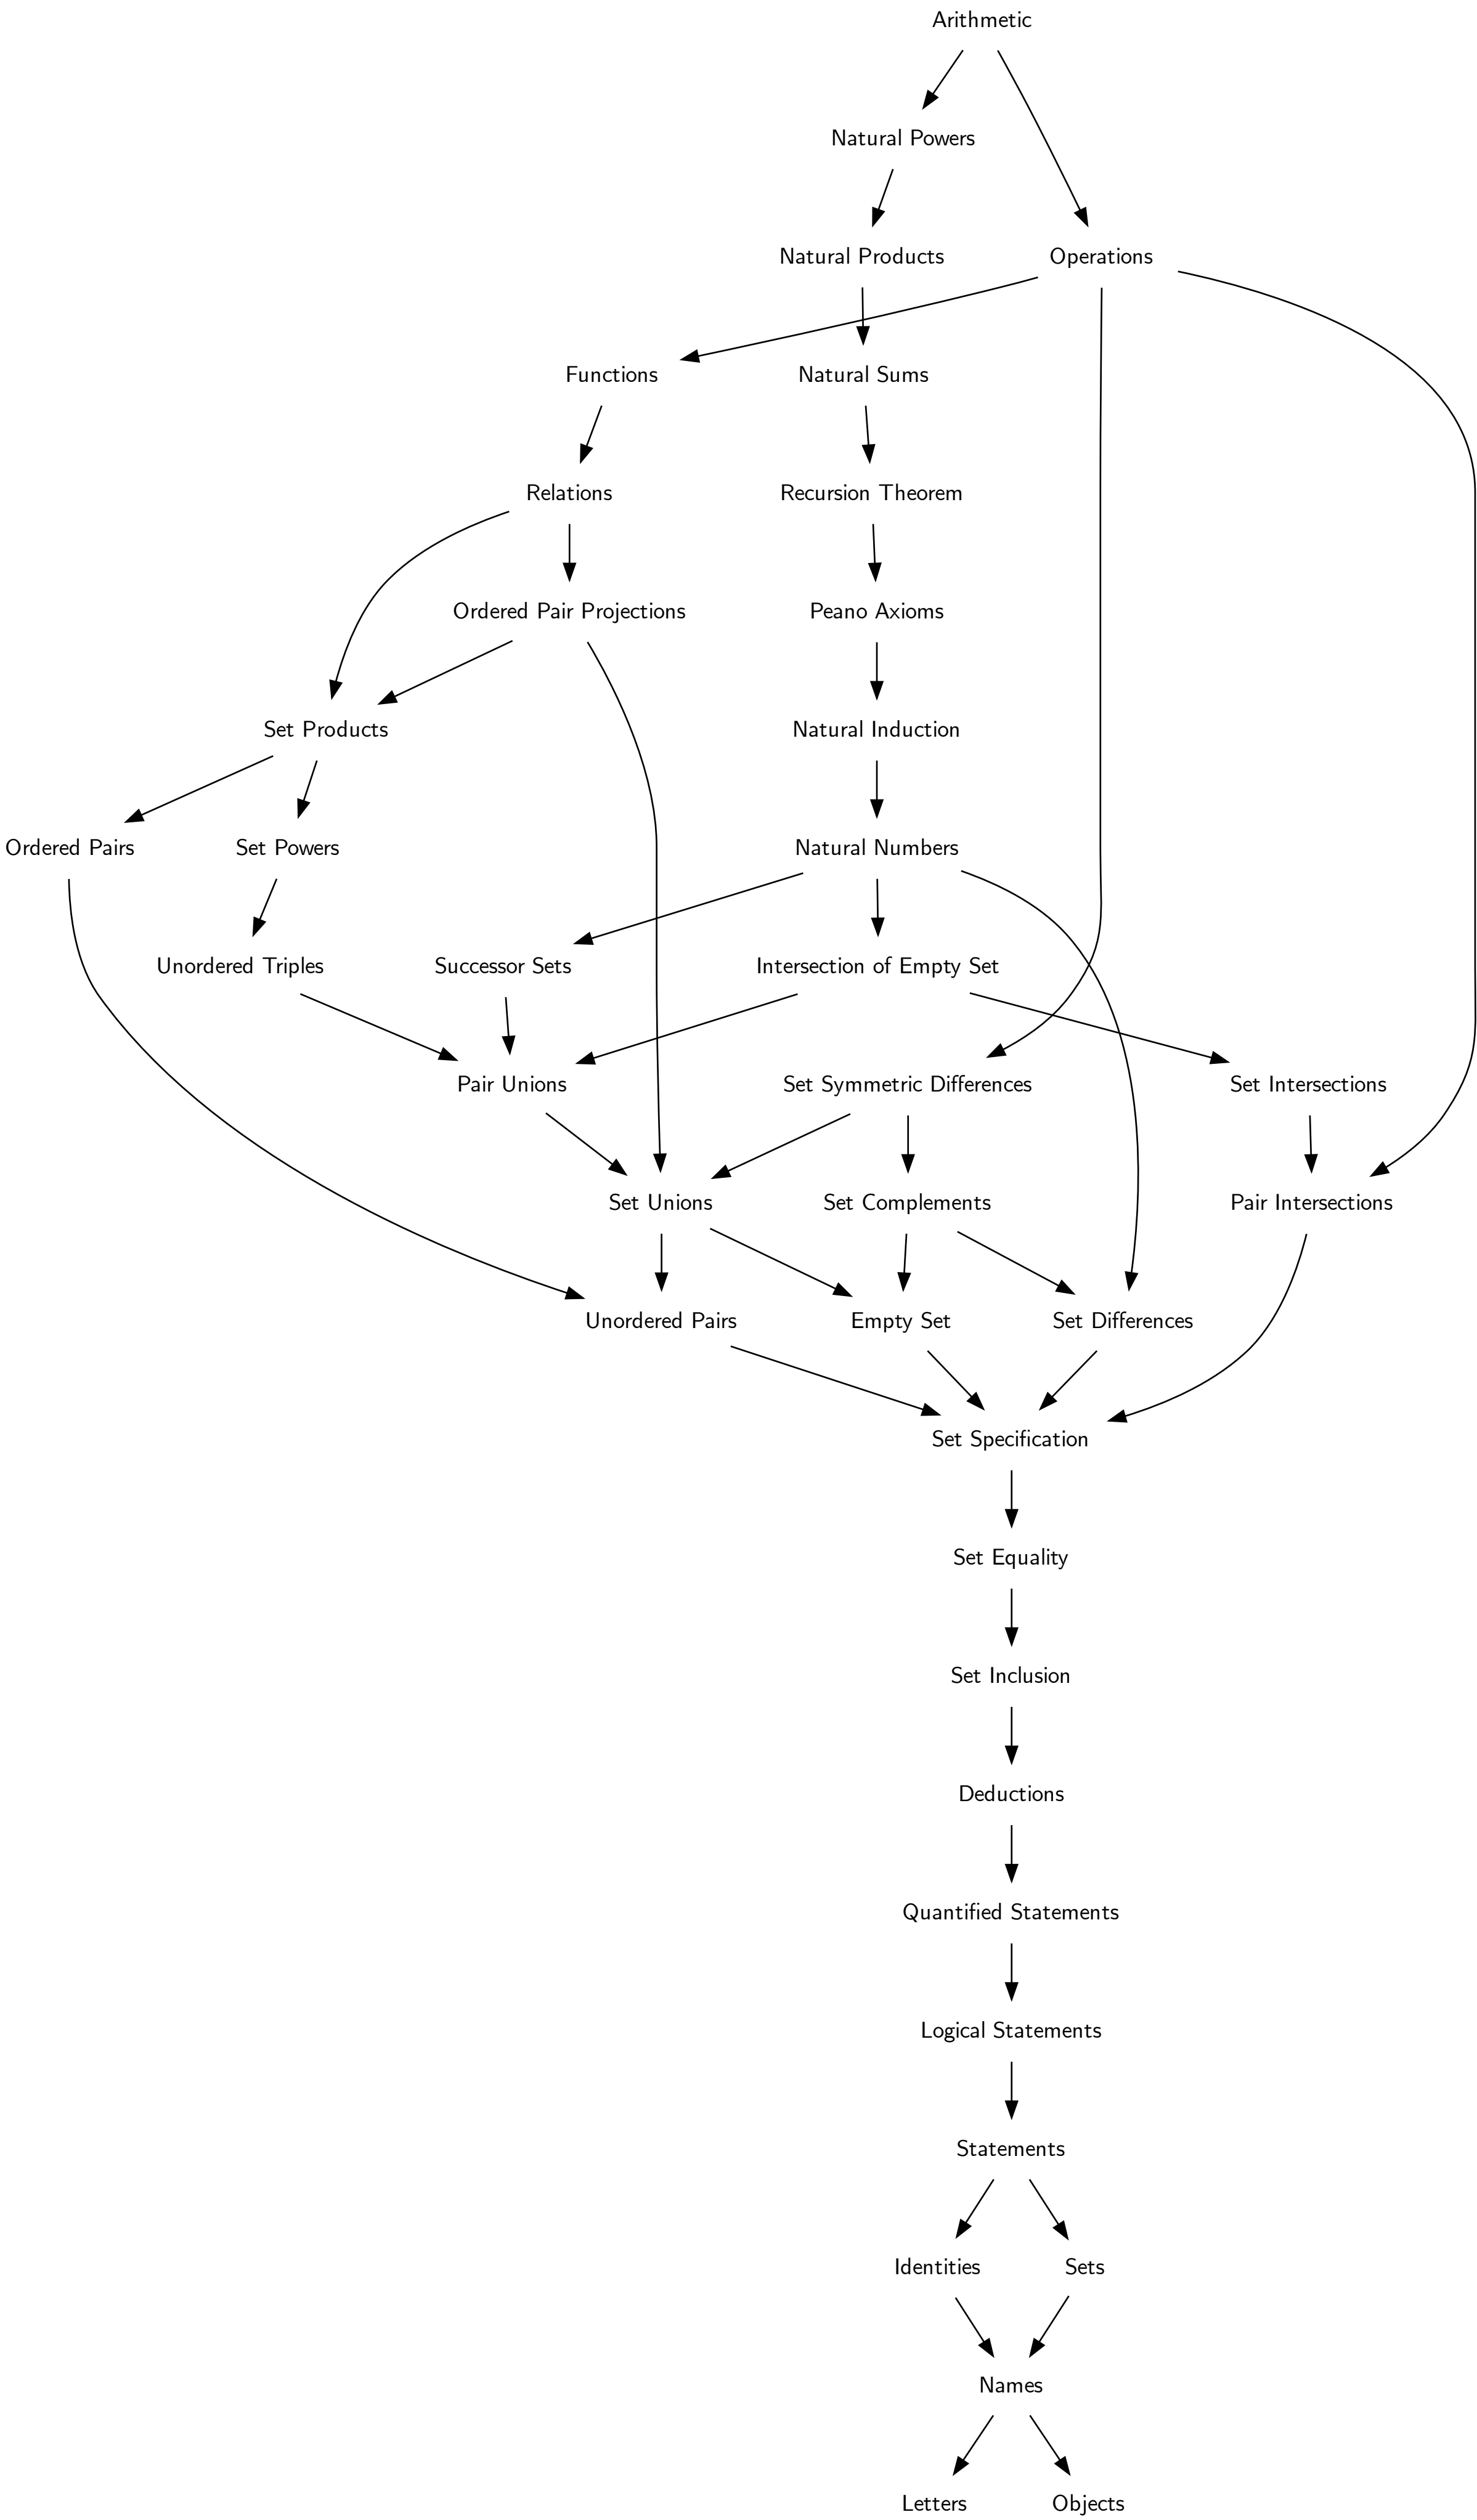 Arithmetic
Natural Powers
Natural Products
Operations
Functions
Natural Sums
Relations
Recursion Theorem
Ordered Pair Projections
Peano Axioms
Set Products
Natural Induction
Ordered Pairs
Set Powers
Natural Numbers
Unordered Triples
Successor Sets
Intersection of Empty Set
Pair Unions
Set Symmetric Differences
Set Intersections
Set Unions
Set Complements
Pair Intersections
Unordered Pairs
Empty Set
Set Differences
Set Specification
Set Equality
Set Inclusion
Deductions
Quantified Statements
Logical Statements
Statements
Identities
Sets
Names
Letters
Objects